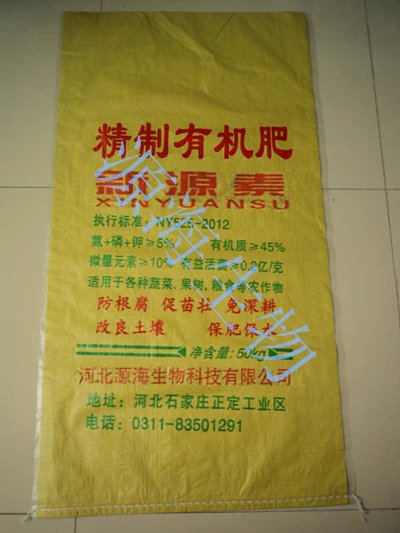 精制有机肥
新源素
XINYUANSU
执行标准：NY525-2012
氮+磷+钾≥5% 有机质≥45%
微量元素≥10% 有益活菌≥0.2亿/克
适用于各种蔬菜、果树、粮食等农作物
防根腐 促苗壮 免深耕
改良土壤 保肥保水
净含量：50kg
河北源海生物科技有限公司
地址：河北石家庄正定工业区
电话：0311-83501291
源海生物